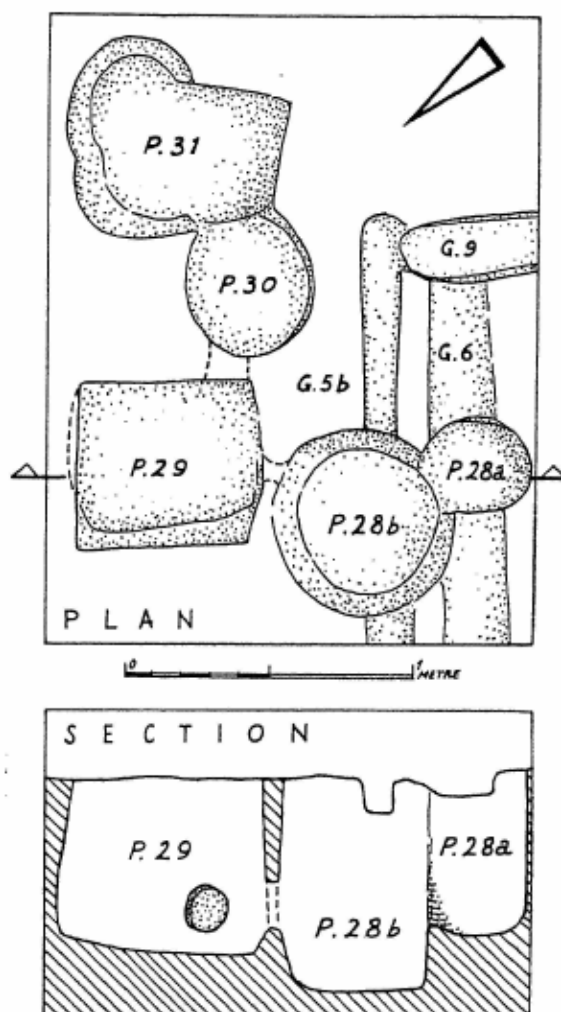 P.31
G.9
P.30
G.6
G.5b
P.29
P.28a
P.28b
PLAN
0 1
METRE
SECTION
P.29
P.28a
P.28b